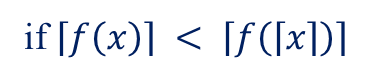 if ⌈f(x)⌉ < ⌈f(⌈x⌉)⌉